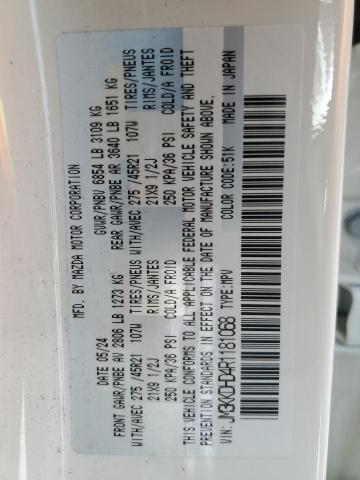 MFD. BY MAZDA MOTOR CORPORATION
DATE 05/24 GVWR/PNBV 6854 LB 3109 KG
FRONT GAWR/PNBE AV 2806 LB 1273 KG REAR GAWR/PNBE AR 3640 LB 1651 KG
WITH/AVEC 275 /45R21 107W TIRES/PNEUS WITH/AVEC 275 /45R21 107W TIRES/PNEUS
21X9 1/2J RIMS/JANTES 21X9 1/2J RIMS/JANTES
250 KPA/36 PSI COLD/A FROID 250 KPA/36 PSI COLD/A FROID
THIS VEHICLE CONFORMS TO ALL APPLICABLE FEDERAL MOTOR VEHICLE SAFETY AND THEFT
PREVENTION STANDARDS IN EFFECT ON THE DATE OF MANUFACTURE SHOWN ABOVE.
VIN: JM3KKCHD4R1181068 TYPE: MPV COLOR CODE: 51K MADE IN JAPAN